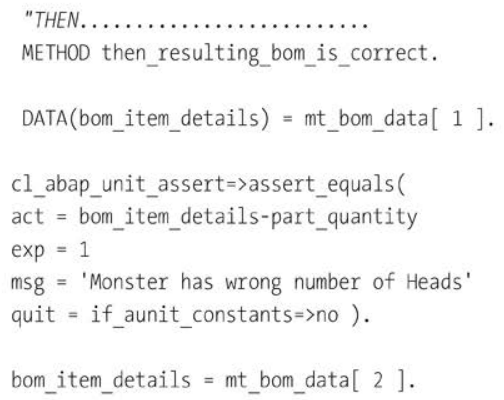 "THEN..........................
METHOD then_resulting_bom_is_correct.
DATA(bom_item_details) = mt_bom_data[ 1 ].
cl_abap_unit_assert=>assert_equals(
act = bom_item_details-part_quantity
exp = 1
msg = 'Monster has wrong number of Heads'
quit = if_aunit_constants=>no ).
bom_item_details = mt_bom_data[ 2 ].